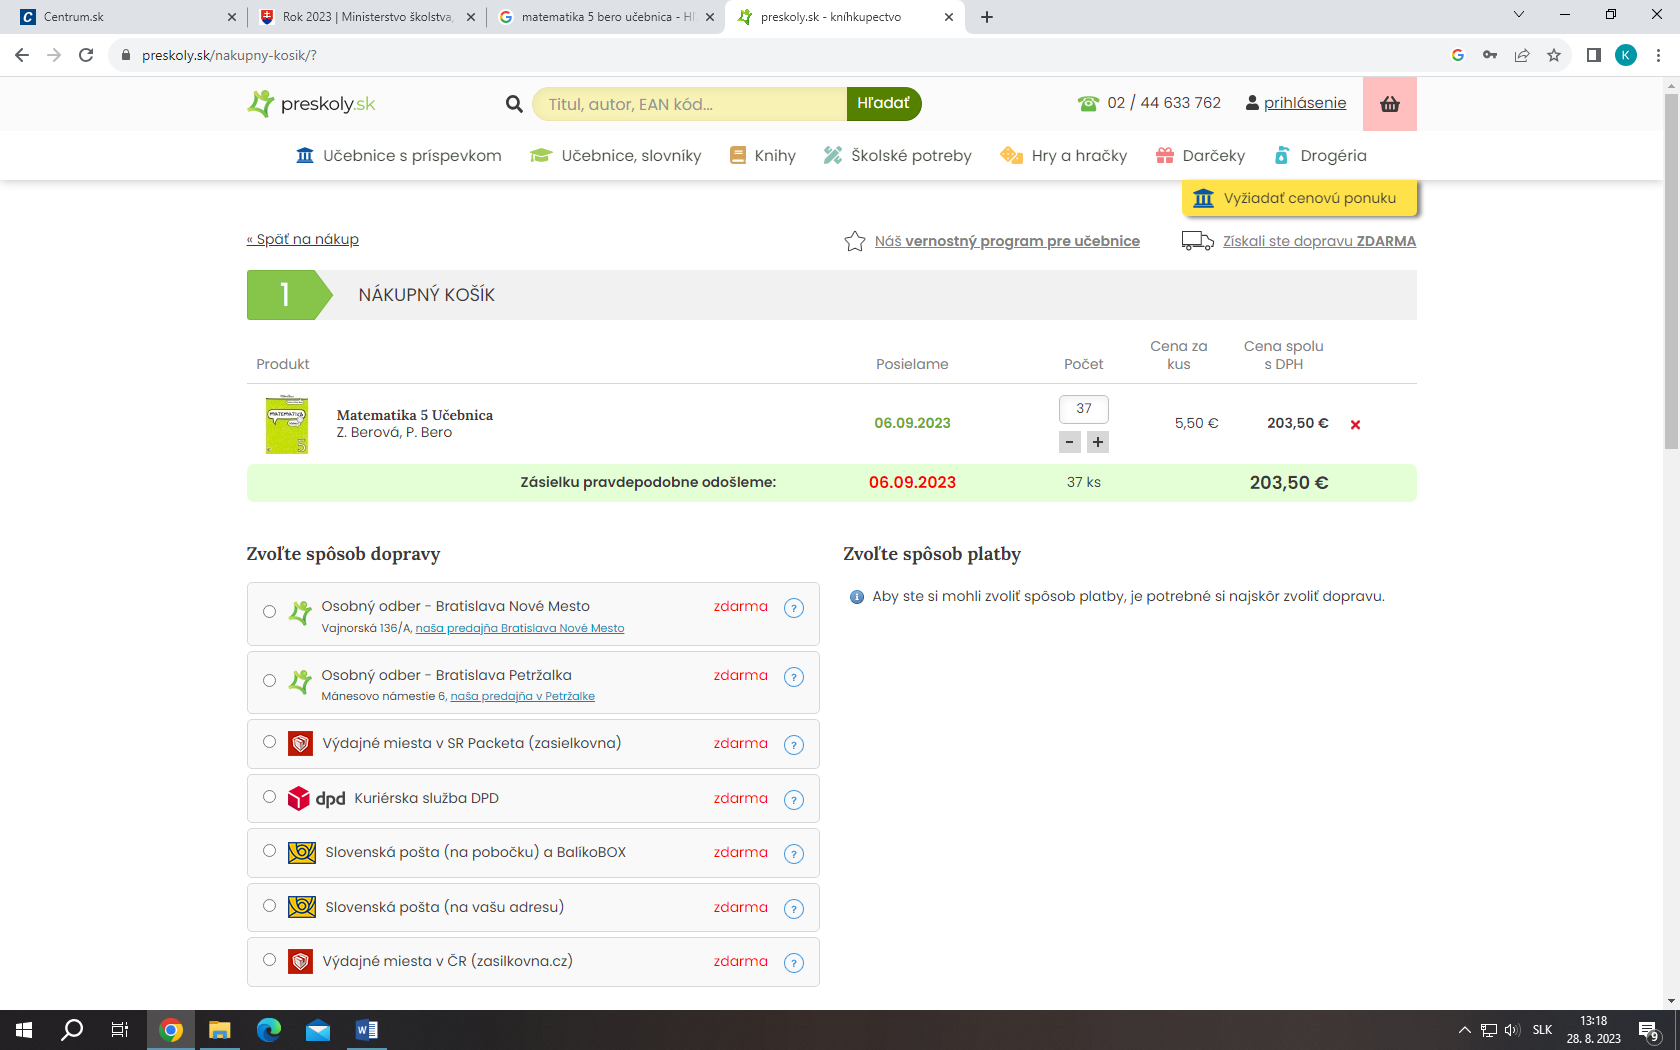 Centrum.sk
Rok 2023 | Ministerstvo školstva,
matematika 5 bero učebnica - Hľ
preskoly.sk - kníhkupectvo
preskoly.sk/nakupny-kosik/?
K
preskoly.sk
Titul, autor, EAN kód...
Hľadať
02 / 44 633 762
prihlásenie
Učebnice s príspevkom
Učebnice, slovníky
Knihy
Školské potreby
Hry a hračky
Darčeky
Drogéria
Vyžiadať cenovú ponuku
« Späť na nákup
Náš vernostný program pre učebnice
Získali ste dopravu ZDARMA
1
NÁKUPNÝ KOŠÍK
Produkt
Posielame
Počet
Cena za
kus
Cena spolu
s DPH
MATEMATIKA
5
Matematika 5 Učebnica
Z. Berová, P. Bero
06.09.2023
37
- +
5,50 €
203,50 €
Zásielku pravdepodobne odošleme:
06.09.2023
37 ks
203,50 €
Zvoľte spôsob dopravy
Osobný odber - Bratislava Nové Mesto
zdarma
?
Vajnorská 136/A, naša predajňa Bratislava Nové Mesto
Osobný odber - Bratislava Petržalka
zdarma
?
Mánesovo námestie 6, naša predajňa v Petržalke
Výdajné miesta v SR Packeta (zasielkovna)
zdarma
?
dpd Kuriérska služba DPD
zdarma
?
Slovenská pošta (na pobočku) a BalíkoBOX
zdarma
?
Slovenská pošta (na vašu adresu)
zdarma
?
Výdajné miesta v ČR (zasilkovna.cz)
zdarma
?
Zvoľte spôsob platby
Aby ste si mohli zvoliť spôsob platby, je potrebné si najskôr zvoliť dopravu.
SLK
13:18
28. 8. 2023
9